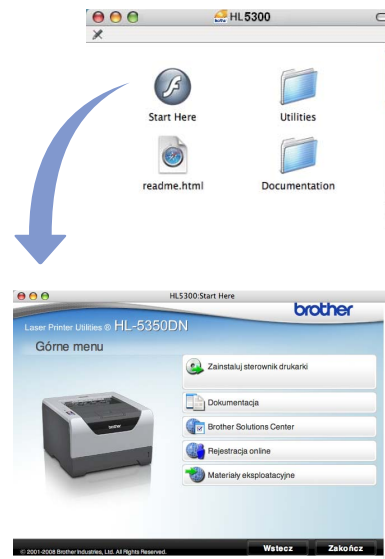 HL5300
Start Here
Utilities
readme.html
Documentation
HL5300:Start Here
brother
Laser Printer Utilities ® HL-5350DN
Górne menu
Zainstaluj sterownik drukarki
Dokumentacja
Brother Solutions Center
Rejestracja online
Materiały eksploatacyjne
© 2001-2008 Brother Industries, Ltd. All Rights Reserved.
Wstecz
Zakończ